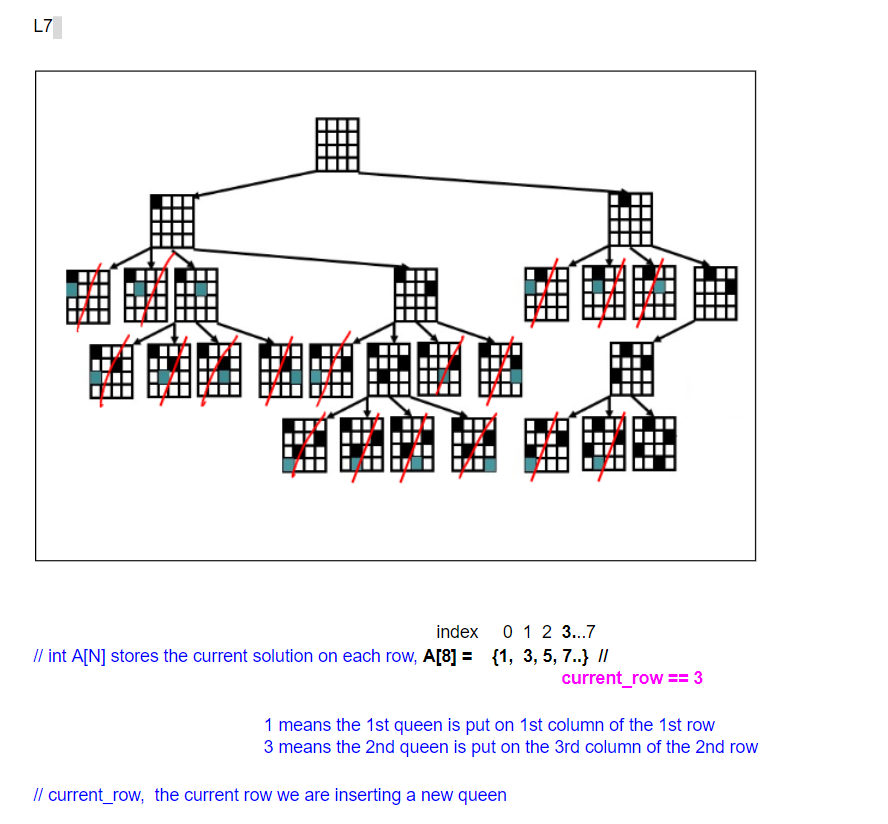 L7
index 0 1 2 3...7
// int A[N] stores the current solution on each row, A[8] = {1, 3, 5, 7..} //
current_row == 3
1 means the 1st queen is put on 1st column of the 1st row
3 means the 2nd queen is put on the 3rd column of the 2nd row
// current_row, the current row we are inserting a new queen